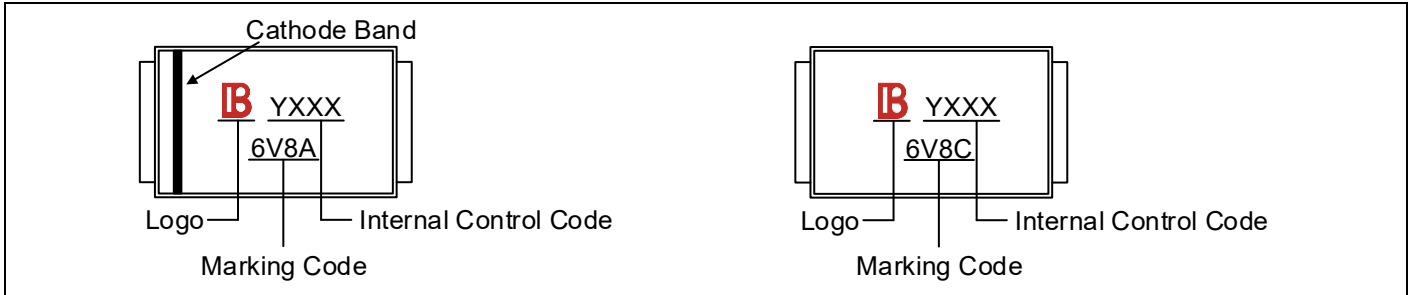 Cathode Band
B YXXX
6V8A
Logo
Internal Control Code
Marking Code
B YXXX
6V8C
Logo
Internal Control Code
Marking Code